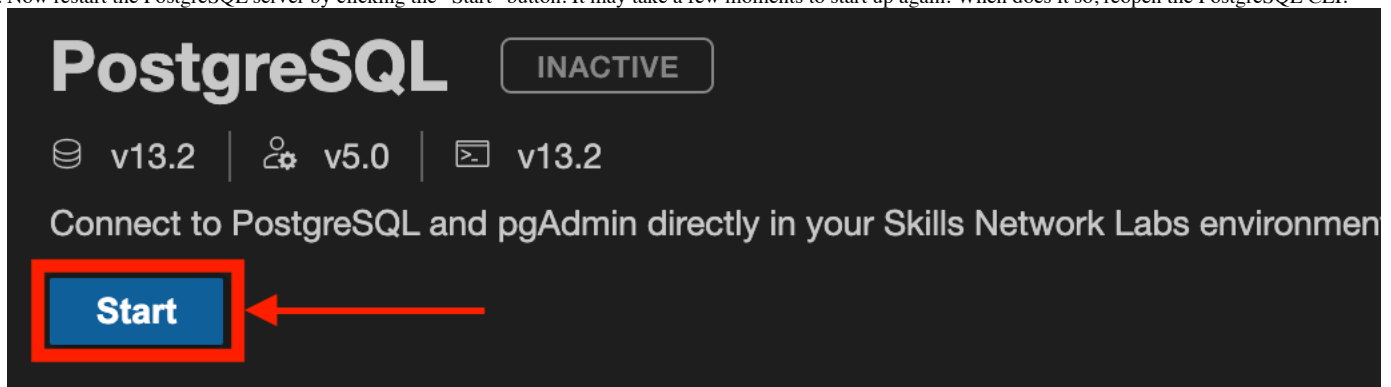 Now restart the PostgreSQL server by clicking the "Start" button. It may take a few moments to start up again. When does it so, reopen the PostgreSQL CLI.
PostgreSQL INACTIVE
v13.2 v5.0 v13.2
Connect to PostgreSQL and pgAdmin directly in your Skills Network Labs environment
Start